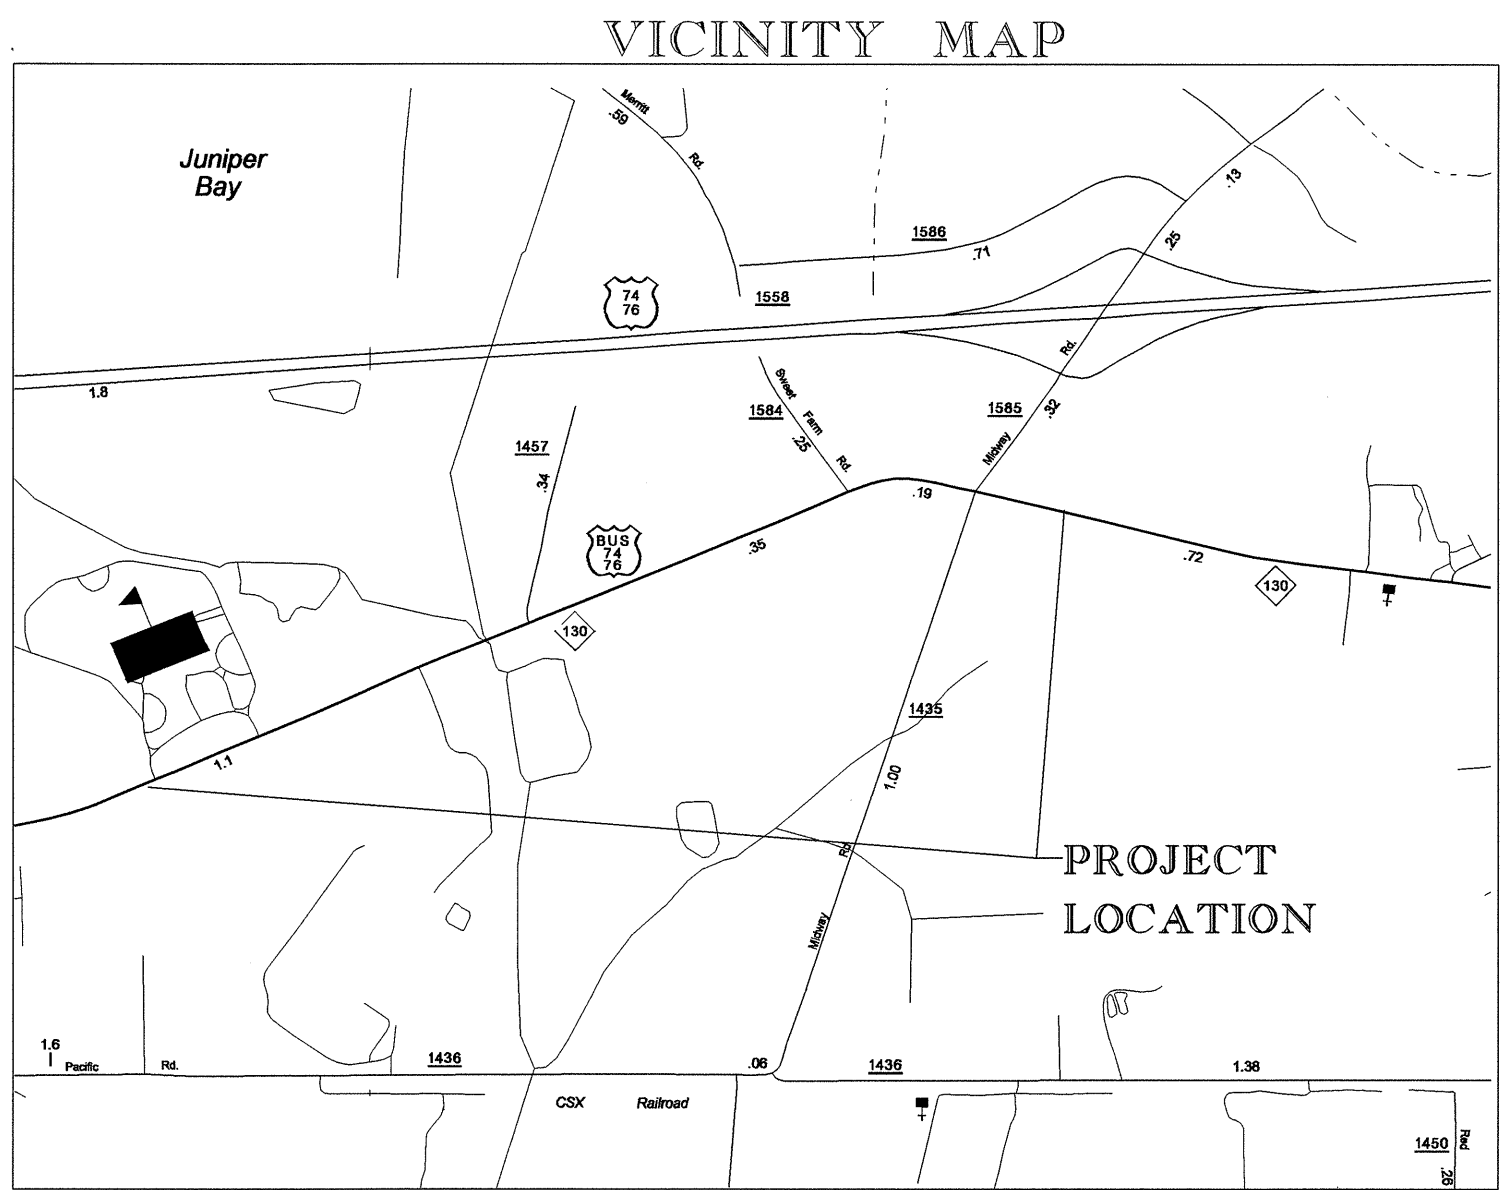 VICINITY MAP
Merritt
.59
Rd.
Juniper
Bay
.13
1586
.71
.25
74
76
1558
Rd.
1.8
Sweet
Farm
Rd.
1584
.25
1585
.32
Midway
1457
.34
.19
BUS
74
76
.35
.72
130
130
1435
1.1
1.00
Rd.
PROJECT
LOCATION
Midway
1.6
Pacific Rd.
1436
.06
1436
1.38
CSX Railroad
1450
Red
.26